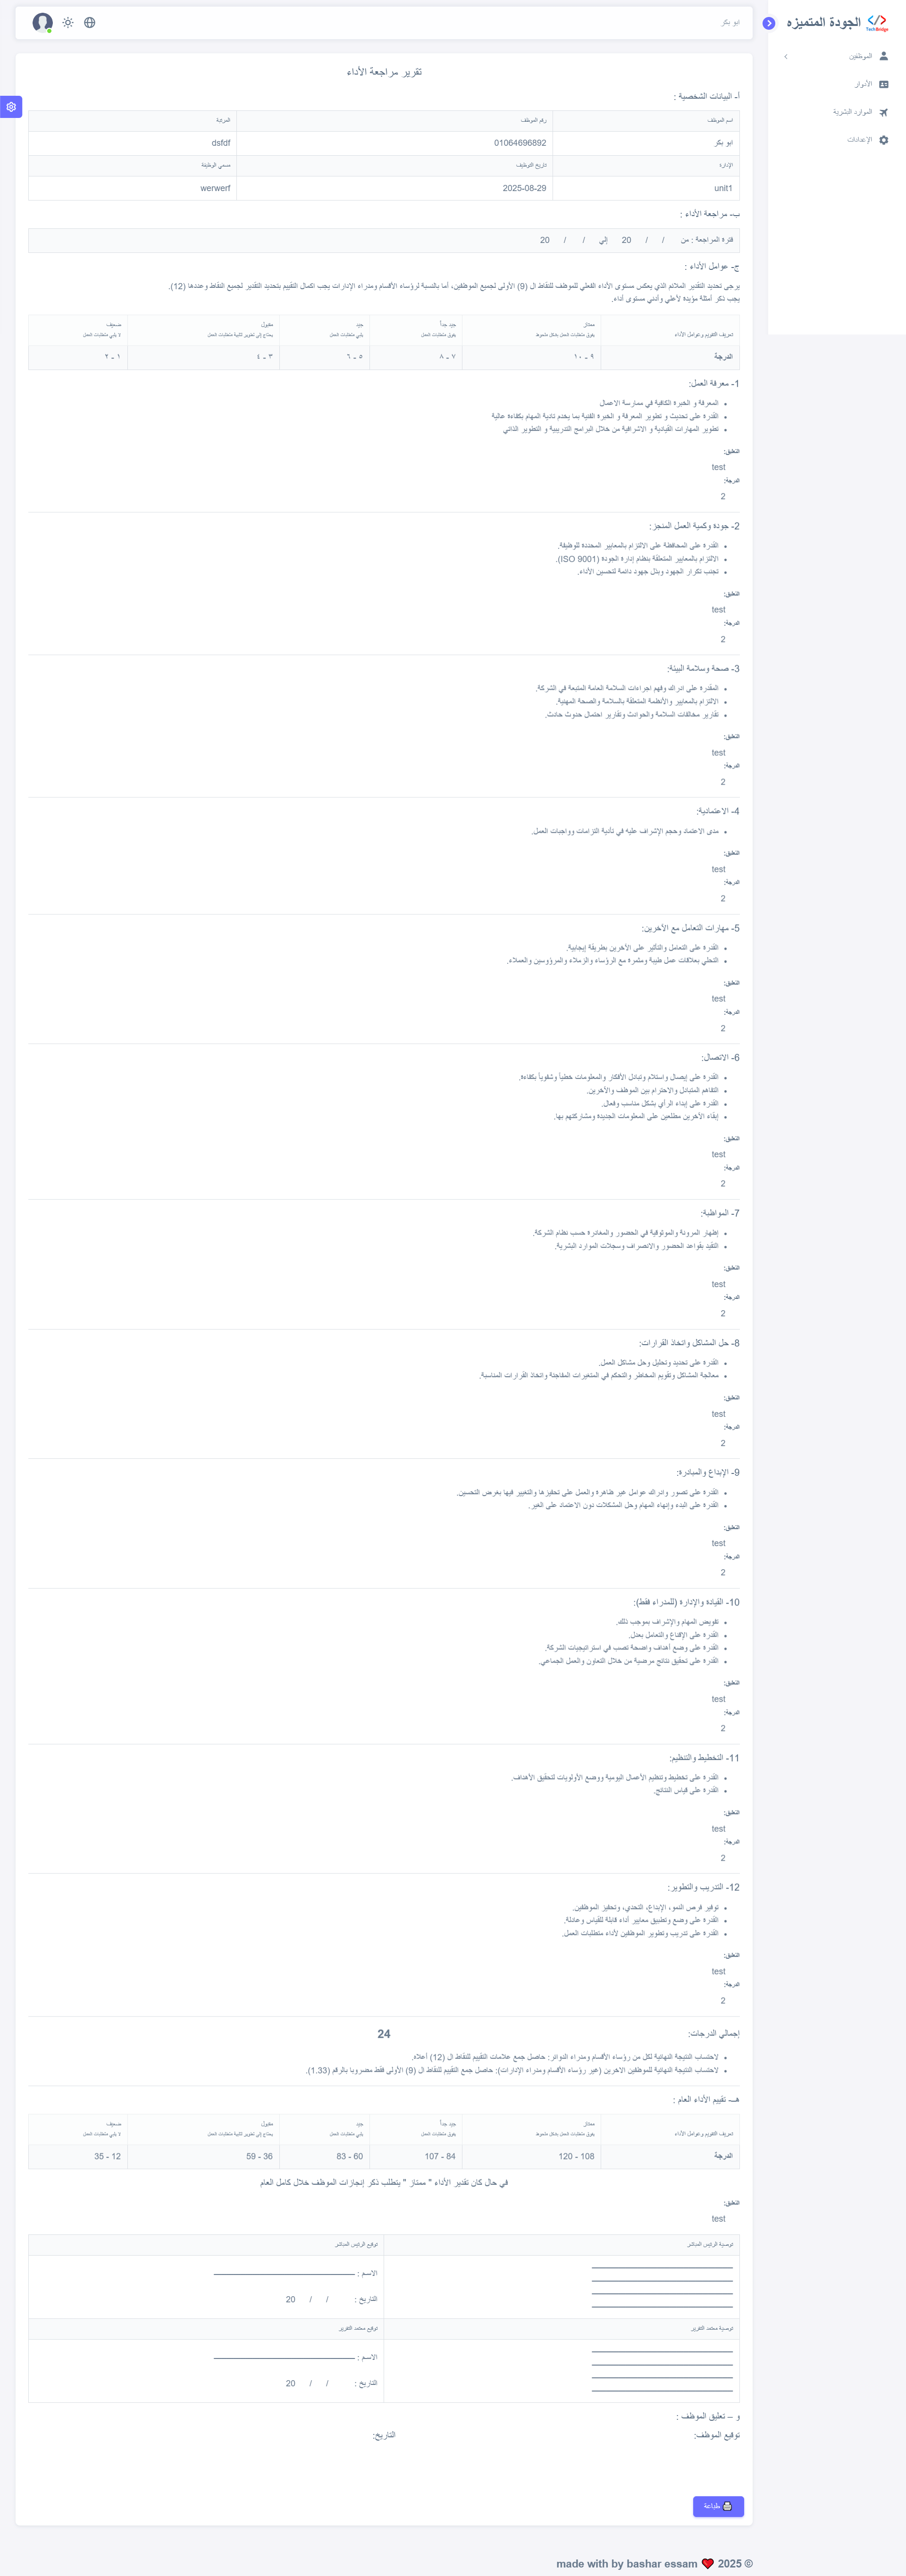 الجودة المتميزه
TechBridge
الموظفين
الأدوار
الموارد البشرية
الإعدادات
ابو بكر
تقرير مراجعة الأداء
أ- البيانات الشخصية :
اسم الموظف رقم الموظف المرتبة
ابو بكر 01064696892 dsfdf
الإدارة تاريخ التوظيف مسمى الوظيفة
unit1 2025-08-29 werwerf
ب- مراجعة الأداء :
فترة المراجعة : من / / 20 إلي / / 20
ج- عوامل الأداء :
يرجى تحديد التقدير الملائم الذي يعكس مستوى الأداء الفعلي للموظف للنقاط ال (9) الأولى لجميع الموظفين، أما بالنسبة لرؤساء الأقسام ومدراء الإدارات يجب اكمال التقييم بتحديد التقدير لجميع النقاط وعددها (12).
يجب ذكر أمثلة مؤيدة لأعلي وأدني مستوى أداء.
تعريف التقويم وعوامل الأداء ممتاز جيد جداً جيد مقبول ضعيف
يفوق متطلبات العمل بشكل ملحوظ يفوق متطلبات العمل يلبي متطلبات العمل يحتاج إلى تطوير لتلبية متطلبات العمل لا يلبي متطلبات العمل
الدرجة ٩ - ١٠ ٧ - ٨ ٥ - ٦ ٣ - ٤ ١ - ٢
1- معرفة العمل:
المعرفة و الخبرة الكافية في ممارسة الاعمال
القدرة على تحديث و تطوير المعرفة و الخبرة الفنية بما يخدم تادية المهام بكفاءة عالية
تطوير المهارات القيادية و الاشرافية من خلال البرامج التدريبية و التطوير الذاتي
التعليق:
test
الدرجة:
2
2- جودة وكمية العمل المنجز:
القدرة على المحافظة على الالتزام بالمعايير المحددة للوظيفة.
الالتزام بالمعايير المتعلقة بنظام إدارة الجودة (ISO 9001).
تجنب تكرار الجهود وبذل جهود دائمة لتحسين الأداء.
التعليق:
test
الدرجة:
2
3- صحة وسلامة البيئة:
المقدرة على ادراك وفهم اجراءات السلامة العامة المتبعة في الشركة.
الالتزام بالمعايير والأنظمة المتعلقة بالسلامة والصحة المهنية.
تقارير مخالفات السلامة والحوادث وتقارير احتمال حدوث حادث.
التعليق:
test
الدرجة:
2
4- الاعتمادية:
مدى الاعتماد وحجم الإشراف عليه في تأدية التزامات وواجبات العمل.
التعليق:
test
الدرجة:
2
5- مهارات التعامل مع الآخرين:
القدرة على التعامل والتأثير على الآخرين بطريقة إيجابية.
التحلي بعلاقات عمل طيبة ومثمرة مع الرؤساء والزملاء والمرؤوسين والعملاء.
التعليق:
test
الدرجة:
2
6- الاتصال:
القدرة على إيصال واستلام وتبادل الأفكار والمعلومات خطياً وشفوياً بكفاءة.
التفاهم المتبادل والاحترام بين الموظف والآخرين.
القدرة على إبداء الرأي بشكل مناسب وفعال.
إبقاء الآخرين مطلعين على المعلومات الجديدة ومشاركتهم بها.
التعليق:
test
الدرجة:
2
7- المواظبة:
إظهار المرونة والموثوقية في الحضور والمغادرة حسب نظام الشركة.
التقيد بقواعد الحضور والانصراف وسجلات الموارد البشرية.
التعليق:
test
الدرجة:
2
8- حل المشاكل واتخاذ القرارات:
القدرة على تحديد وتحليل وحل مشاكل العمل.
معالجة المشاكل وتقويم المخاطر والتحكم في المتغيرات المفاجئة واتخاذ القرارات المناسبة.
التعليق:
test
الدرجة:
2
9- الإبداع والمبادرة:
القدرة على تصور وادراك عوامل غير ظاهرة والعمل على تحفيزها والتغيير فيها بغرض التحسين.
القدرة على البدء وإنهاء المهام وحل المشكلات دون الاعتماد على الغير.
التعليق:
test
الدرجة:
2
10- القيادة والإدارة (للمدراء فقط):
تفويض المهام والإشراف بموجب ذلك.
القدرة على الإقناع والتعامل بعدل.
القدرة على وضع أهداف واضحة تصب في استراتيجيات الشركة.
القدرة على تحقيق نتائج مرضية من خلال التعاون والعمل الجماعي.
التعليق:
test
الدرجة:
2
11- التخطيط والتنظيم:
القدرة على تخطيط وتنظيم الأعمال اليومية ووضع الأولويات لتحقيق الأهداف.
القدرة على قياس النتائج.
التعليق:
test
الدرجة:
2
12- التدريب والتطوير:
توفير فرص النمو، الإبداع، التحدي، وتحفيز الموظفين.
القدرة على وضع وتطبيق معايير أداء قابلة للقياس وعادلة.
القدرة على تدريب وتطوير الموظفين لأداء متطلبات العمل.
التعليق:
test
الدرجة:
2
إجمالي الدرجات: 24
لاحتساب النتيجة النهائية لكل من رؤساء الأقسام ومدراء الدوائر: حاصل جمع علامات التقييم للنقاط ال (12) أعلاه.
لاحتساب النتيجة النهائية للموظفين الاخرين (غير رؤساء الأقسام ومدراء الإدارات): حاصل جمع التقييم للنقاط ال (9) الأولى فقط مضروبا بالرقم (1.33).
هـ- تقييم الأداء العام :
تعريف التقويم وعوامل الأداء ممتاز جيد جداً جيد مقبول ضعيف
يفوق متطلبات العمل بشكل ملحوظ يفوق متطلبات العمل يلبي متطلبات العمل يحتاج إلى تطوير لتلبية متطلبات العمل لا يلبي متطلبات العمل
الدرجة 108 - 120 84 - 107 60 - 83 36 - 59 12 - 35
في حال كان تقدير الأداء " ممتاز " يتطلب ذكر إنجازات الموظف خلال كامل العام
التعليق:
test
توصية الرئيس المباشر توقيع الرئيس المباشر
الاسم :
التاريخ : / / 20
توصية معتمد التقرير توقيع معتمد التقرير
الاسم :
التاريخ : / / 20
و – تعليق الموظف :
توقيع الموظف: التاريخ:
طباعة
© 2025 ❤️ made with by bashar essam